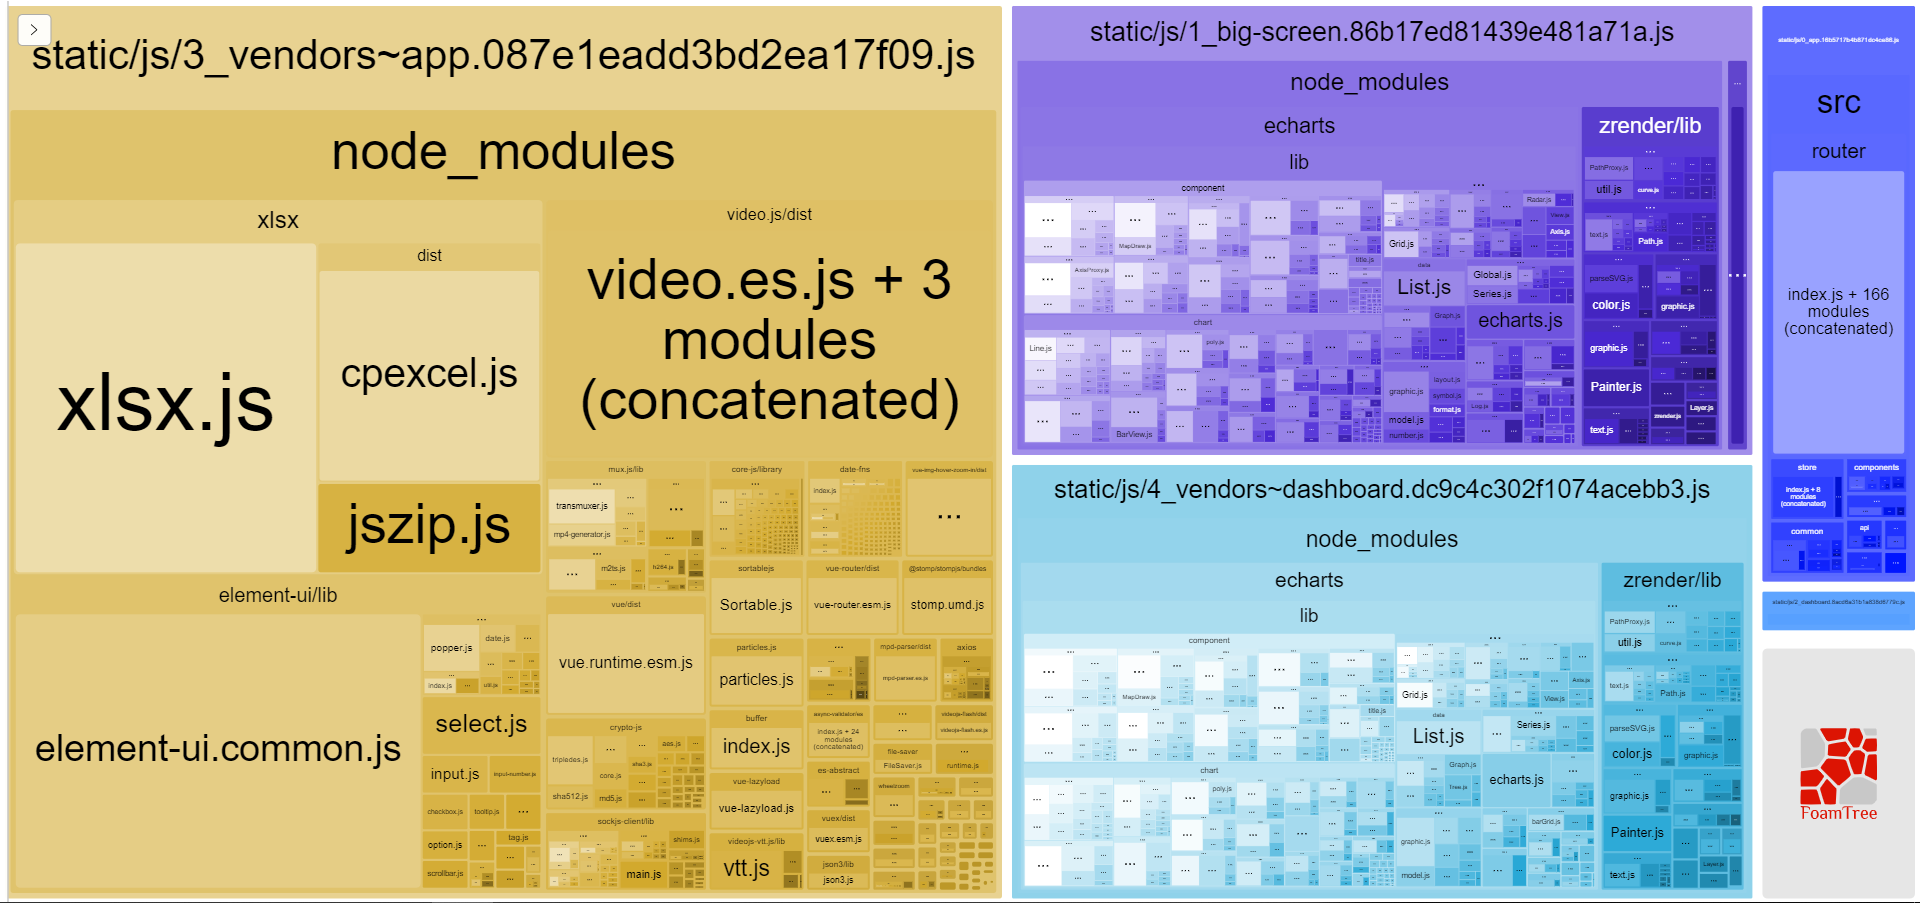 static/js/3_vendors~app.087e1eadd3bd2ea17f09.js
node_modules
xlsx
xlsx.js
dist
cpexcel.js
jszip.js
video.js/dist
video.es.js + 3
modules
(concatenated)
element-ui/lib
element-ui.common.js
popper.js
date.js
index.js
util.js
select.js
input.js
input-number.js
checkbox.js
tooltip.js
option.js
tag.js
scrollbar.js
mux.js/lib
transmuxer.js
mp4-generator.js
m2ts.js
h264.js
core-js/library
date-fns
index.js
vue-img-hover-zoom-in/dist
vue/dist
vue.runtime.esm.js
sortablejs
Sortable.js
vue-router/dist
vue-router.esm.js
@stomp/stompjs/bundles
stomp.umd.js
particles.js
particles.js
mpd-parser/dist
mpd-parser.es.js
axios
crypto-js
tripledes.js
aes.js
sha3.js
core.js
sha512.js
md5.js
buffer
index.js
async-validator/es
index.js + 24
modules
(concatenated)
videojs-flash/dist
videojs-flash.es.js
file-saver
FileSaver.js
runtime.js
vue-lazyload
vue-lazyload.js
es-abstract
wheelzoom
sockjs-client/lib
shims.js
main.js
videojs-vtt.js/lib
vtt.js
vuex/dist
vuex.esm.js
json3/lib
json3.js
static/js/1_big-screen.86b17ed81439e481a71a.js
node_modules
echarts
lib
component
MapDraw.js
AxisProxy.js
title.js
chart
Line.js
poly.js
BarView.js
Grid.js
Radar.js
View.js
Axis.js
data
List.js
Global.js
Series.js
Graph.js
echarts.js
graphic.js
layout.js
symbol.js
format.js
model.js
number.js
Log.js
zrender/lib
PathProxy.js
util.js
curve.js
text.js
Path.js
parseSVG.js
color.js
graphic.js
graphic.js
Painter.js
zrender.js
Layer.js
text.js
static/js/4_vendors~dashboard.dc9c4c302f1074acebb3.js
node_modules
echarts
lib
component
MapDraw.js
title.js
chart
poly.js
Grid.js
Axis.js
View.js
data
List.js
Series.js
Graph.js
Tree.js
echarts.js
graphic.js
barGrid.js
model.js
zrender/lib
PathProxy.js
util.js
curve.js
text.js
Path.js
parseSVG.js
color.js
graphic.js
graphic.js
Painter.js
Layer.js
text.js
src
router
index.js + 166
modules
(concatenated)
store
index.js + 8
modules
(concatenated)
components
common
api
FoamTree